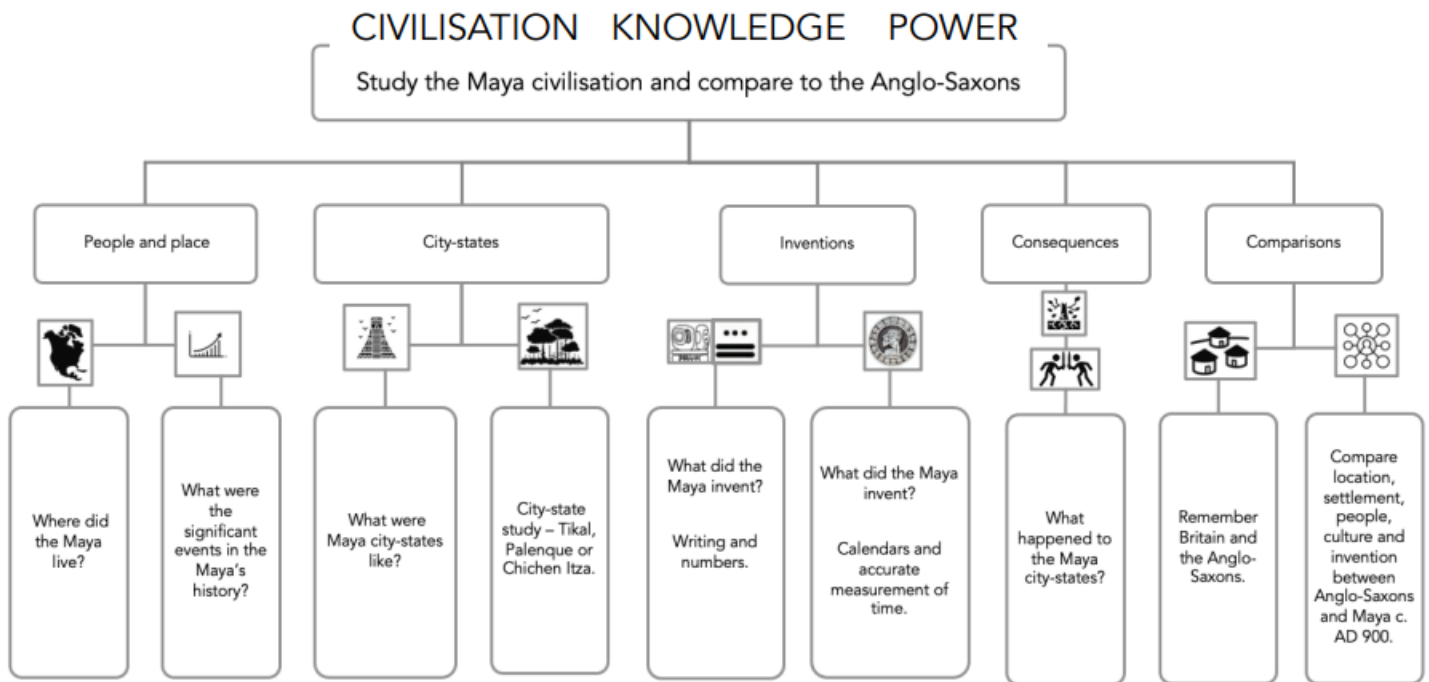 CIVILISATION KNOWLEDGE POWER
Study the Maya civilisation and compare to the Anglo-Saxons
People and place
City-states
Inventions
Consequences
Comparisons
Where did
the Maya
live?
What were
the
significant
events in the
Maya's
history?
What were
Maya city-states
like?
City-state
study – Tikal,
Palenque or
Chichen Itza.
What did the
Maya invent?
Writing and
numbers.
What did the Maya
invent?
Calendars and
accurate
measurement of
time.
What
happened to
the Maya
city-states?
Remember
Britain and
the Anglo-
Saxons.
Compare
location,
settlement,
people,
culture and
invention
between
Anglo-Saxons
and Maya c.
AD 900.